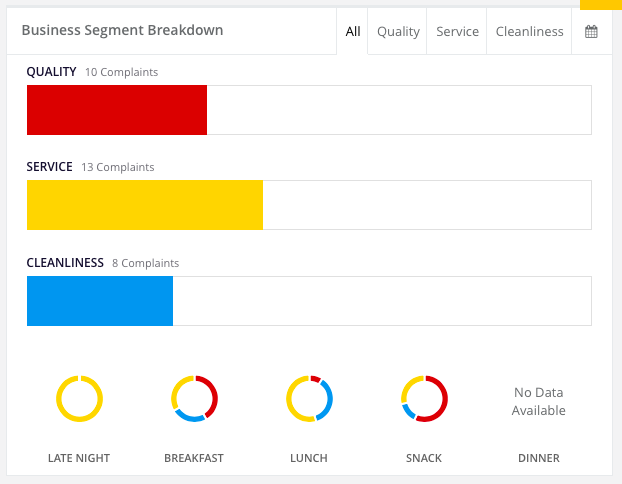 Business Segment Breakdown
All Quality Service Cleanliness
QUALITY 10 Complaints
SERVICE 13 Complaints
CLEANLINESS 8 Complaints
No Data
Available
LATE NIGHT BREAKFAST LUNCH SNACK DINNER